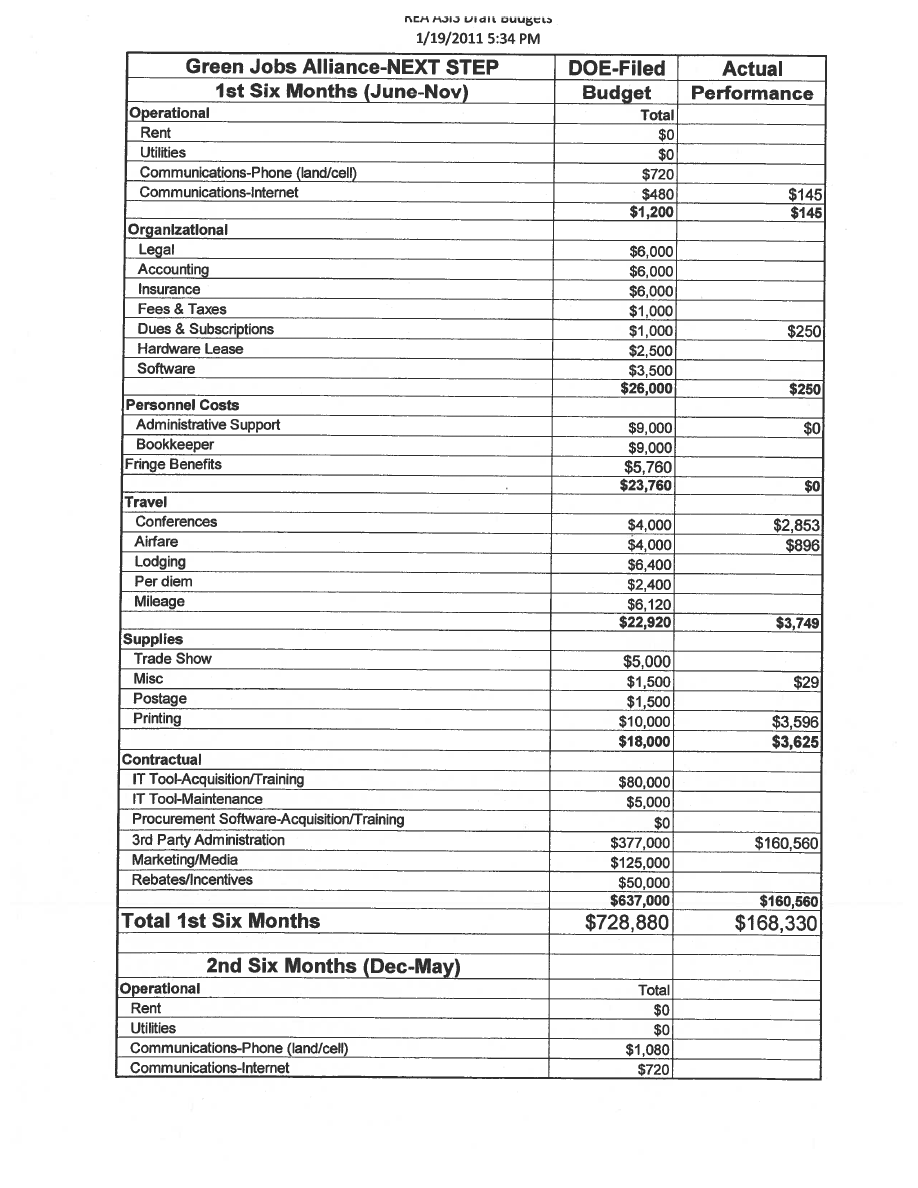 1/19/2011 5:34 PM
Green Jobs Alliance-NEXT STEP DOE-Filed Actual
1st Six Months (June-Nov) Budget Performance
Operational Total
Rent $0
Utilities $0
Communications-Phone (land/cell) $720
Communications-Internet $480 $145
$1,200 $145
Organizational
Legal $6,000
Accounting $6,000
Insurance $6,000
Fees & Taxes $1,000
Dues & Subscriptions $1,000 $250
Hardware Lease $2,500
Software $3,500
$26,000 $250
Personnel Costs
Administrative Support $9,000 $0
Bookkeeper $9,000
Fringe Benefits $5,760
$23,760 $0
Travel
Conferences $4,000 $2,853
Airfare $4,000 $896
Lodging $6,400
Per diem $2,400
Mileage $6,120
$22,920 $3,749
Supplies
Trade Show $5,000
Misc $1,500 $29
Postage $1,500
Printing $10,000 $3,596
$18,000 $3,625
Contractual
IT Tool-Acquisition/Training $80,000
IT Tool-Maintenance $5,000
Procurement Software-Acquisition/Training $0
3rd Party Administration $377,000 $160,560
Marketing/Media $125,000
Rebates/Incentives $50,000
$637,000 $160,560
Total 1st Six Months $728,880 $168,330
2nd Six Months (Dec-May)
Operational Total
Rent $0
Utilities $0
Communications-Phone (land/cell) $1,080
Communications-Internet $720